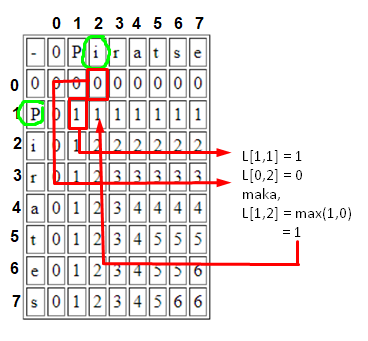 0 1 2 3 4 5 6 7
- 0 P i r a t s e
0 0 0 0 0 0 0 0 0 0
1 P 0 1 1 1 1 1 1 1
2 i 0 1 2 2 2 2 2 2
3 r 0 1 2 3 3 3 3 3
4 a 0 1 2 3 4 4 4 4
5 t 0 1 2 3 4 5 5 5
6 e 0 1 2 3 4 5 5 6
7 s 0 1 2 3 4 5 6 6
L[1,1] = 1
L[0,2] = 0
maka,
L[1,2] = max(1,0)
= 1